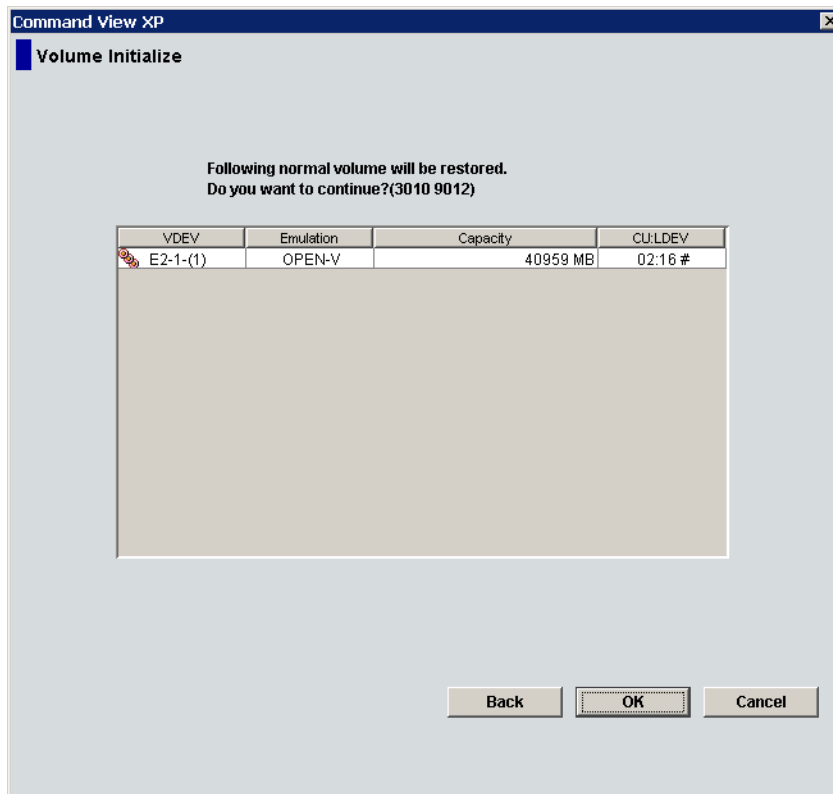 Command View XP
Volume Initialize
Following normal volume will be restored.
Do you want to continue?(3010 9012)
VDEV Emulation Capacity CU:LDEV
E2-1-(1) OPEN-V 40959 MB 02:16 #
Back OK Cancel